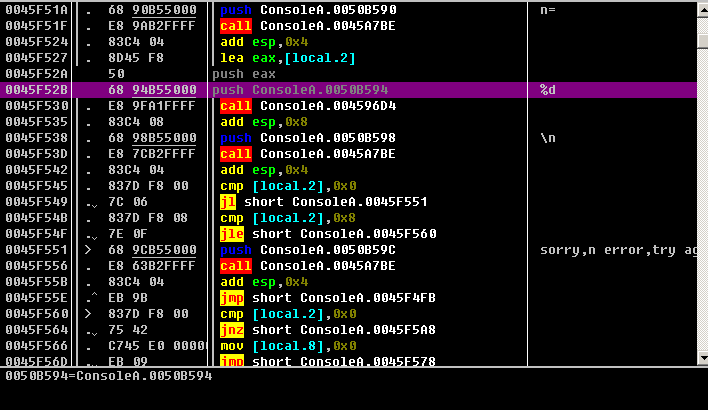 0045F51A . 68 90B55000 push ConsoleA.0050B590 n=
0045F51F . E8 9AB2FFFF call ConsoleA.0045A7BE
0045F524 . 83C4 04 add esp,0x4
0045F527 . 8D45 F8 lea eax,[local.2]
0045F52A 50 push eax
0045F52B 68 94B55000 push ConsoleA.0050B594 %d
0045F530 . E8 9FA1FFFF call ConsoleA.004596D4
0045F535 . 83C4 08 add esp,0x8
0045F538 . 68 98B55000 push ConsoleA.0050B598 \n
0045F53D . E8 7CB2FFFF call ConsoleA.0045A7BE
0045F542 . 83C4 04 add esp,0x4
0045F545 . 837D F8 00 cmp [local.2],0x0
0045F549 . 7C 06 jl short ConsoleA.0045F551
0045F54B . 837D F8 08 cmp [local.2],0x8
0045F54F . 7E 0F jle short ConsoleA.0045F560
0045F551 > 68 9CB55000 push ConsoleA.0050B59C sorry,n error,try ag
0045F556 . E8 63B2FFFF call ConsoleA.0045A7BE
0045F55B . 83C4 04 add esp,0x4
0045F55E .^ EB 9B jmp short ConsoleA.0045F4FB
0045F560 > 837D F8 00 cmp [local.2],0x0
0045F564 . 75 42 jnz short ConsoleA.0045F5A8
0045F566 . C745 E0 00000 mov [local.8],0x0
0045F56D . EB 09 jmp short ConsoleA.0045F578
0050B594=ConsoleA.0050B594